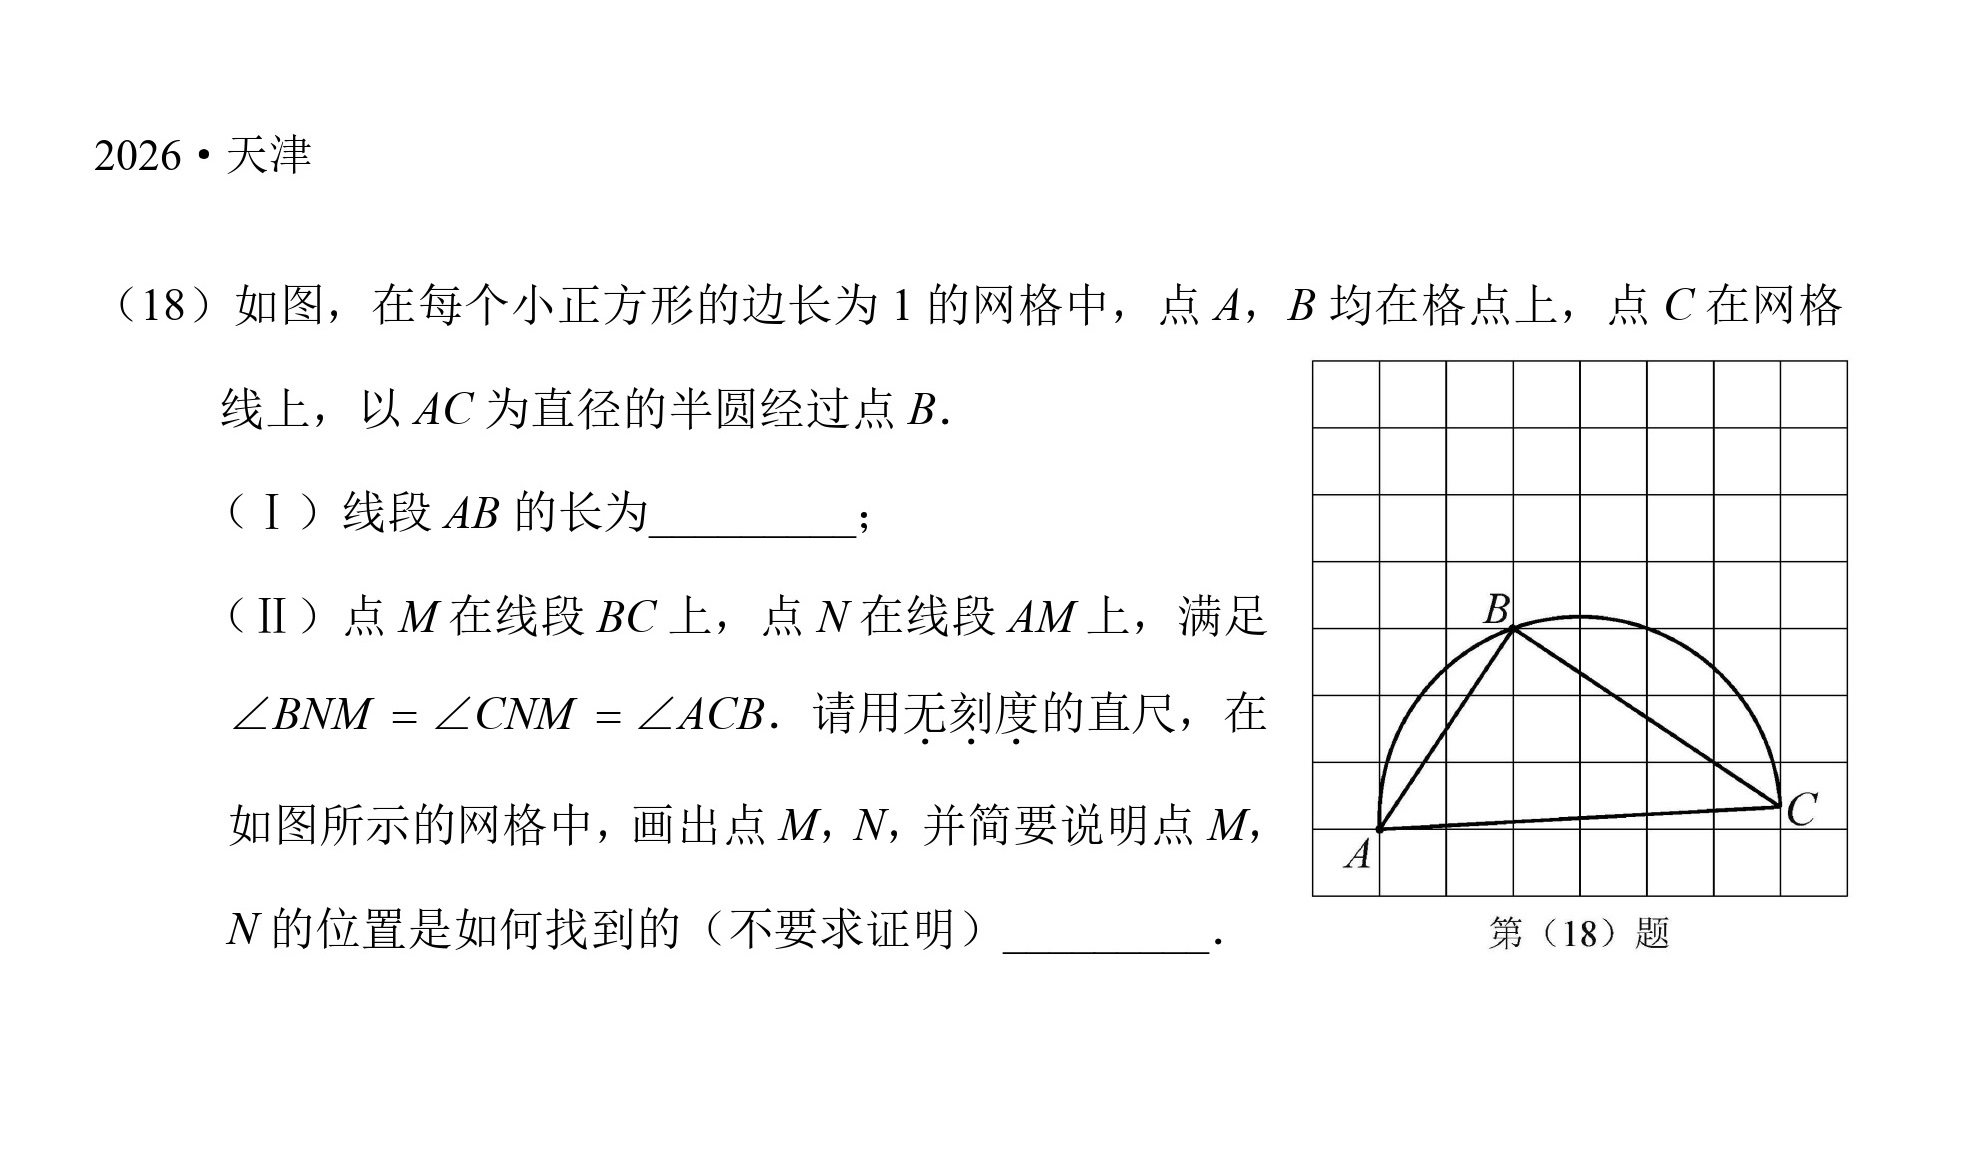 2026·天津
（18）如图，在每个小正方形的边长为 1 的网格中，点 A，B 均在格点上，点 C 在网格
线上，以 AC 为直径的半圆经过点 B．
（Ⅰ）线段 AB 的长为_________；
（Ⅱ）点 M 在线段 BC 上，点 N 在线段 AM 上，满足
∠BNM = ∠CNM = ∠ACB．请用无刻度的直尺，在
如图所示的网格中，画出点 M，N，并简要说明点 M，
N 的位置是如何找到的（不要求证明）_________．
B
C
A
第（18）题